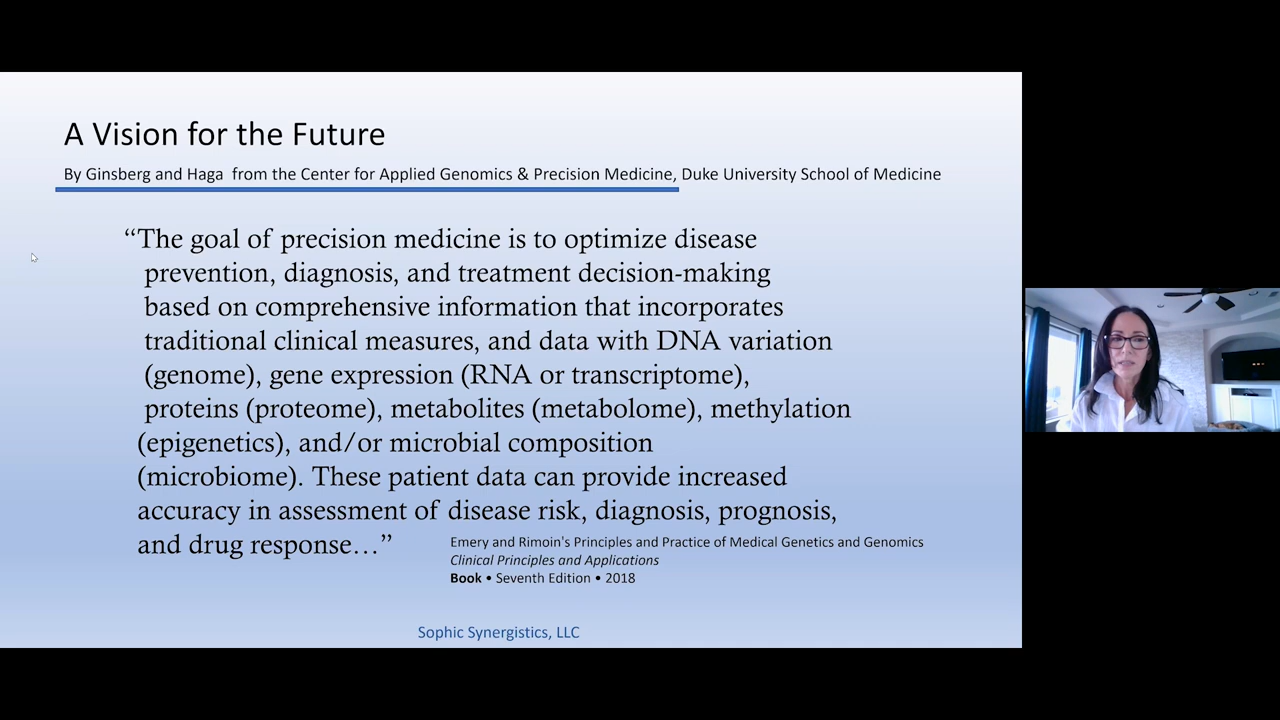 A Vision for the Future
By Ginsberg and Haga from the Center for Applied Genomics & Precision Medicine, Duke University School of Medicine
“The goal of precision medicine is to optimize disease
prevention, diagnosis, and treatment decision-making
based on comprehensive information that incorporates
traditional clinical measures, and data with DNA variation
(genome), gene expression (RNA or transcriptome),
proteins (proteome), metabolites (metabolome), methylation
(epigenetics), and/or microbial composition
(microbiome). These patient data can provide increased
accuracy in assessment of disease risk, diagnosis, prognosis,
and drug response…”
Emery and Rimoin's Principles and Practice of Medical Genetics and Genomics
Clinical Principles and Applications
Book • Seventh Edition • 2018
Sophic Synergistics, LLC